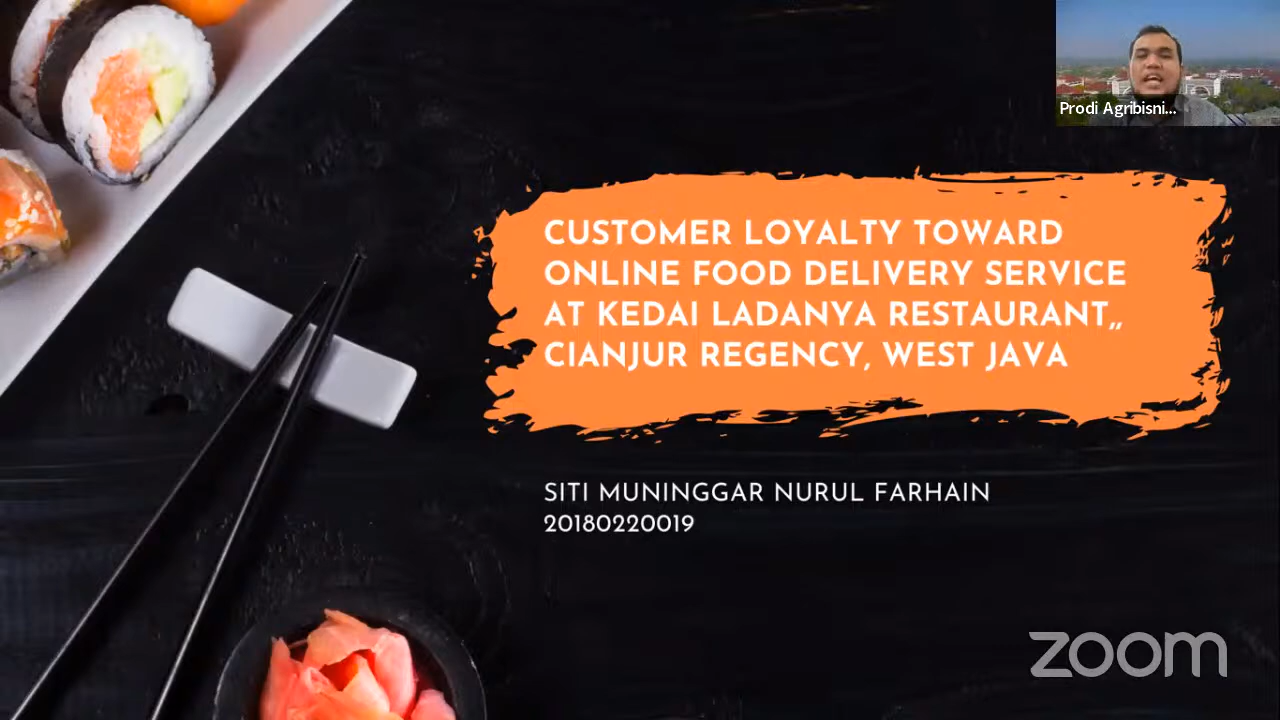 Prodi Agribisni...
CUSTOMER LOYALTY TOWARD
ONLINE FOOD DELIVERY SERVICE
AT KEDAI LADANYA RESTAURANT,,
CIANJUR REGENCY, WEST JAVA
SITI MUNINGGAR NURUL FARHAIN
20180220019
zoom